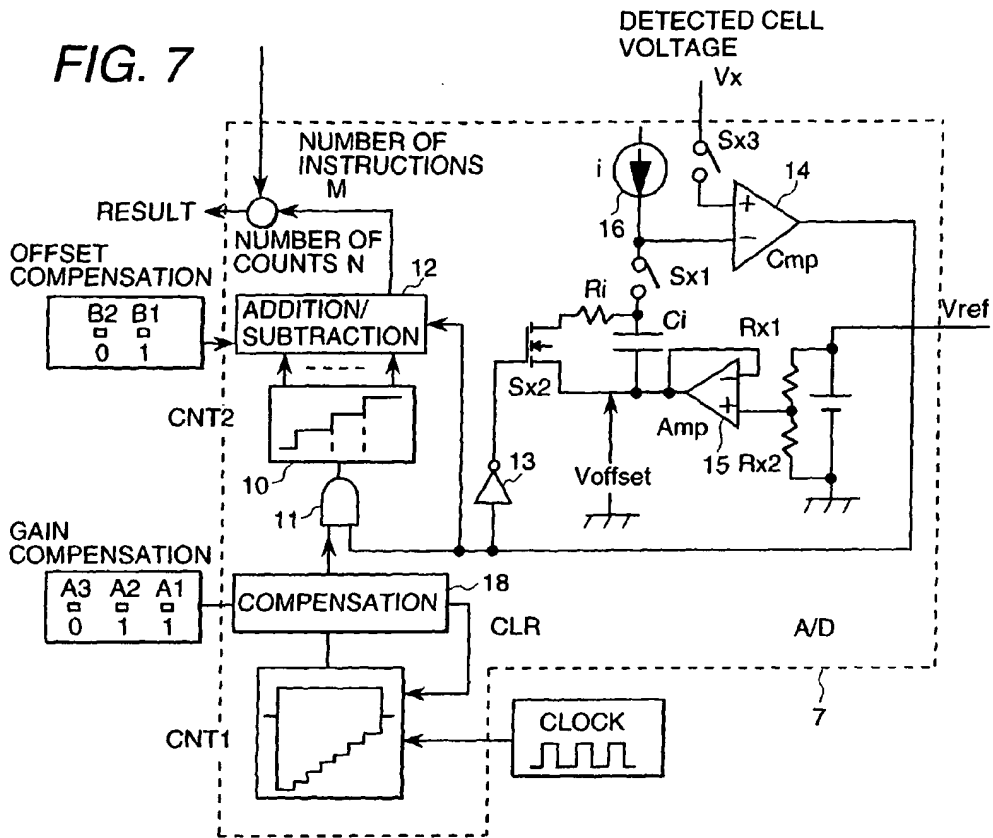 FIG. 7
DETECTED CELL
VOLTAGE
Vx
NUMBER OF
INSTRUCTIONS
M
Sx3
14
i
16
+
−
Cmp
RESULT
NUMBER OF
COUNTS N
12
Sx1
OFFSET
COMPENSATION
B2 B1
0 1
ADDITION/
SUBTRACTION
Ri
Ci
Rx1
Vref
Sx2
−
+
Amp
15
Rx2
CNT2
10
11
13
Voffset
GAIN
COMPENSATION
A3 A2 A1
0 1 1
COMPENSATION
18
CLR
A/D
7
CNT1
CLOCK